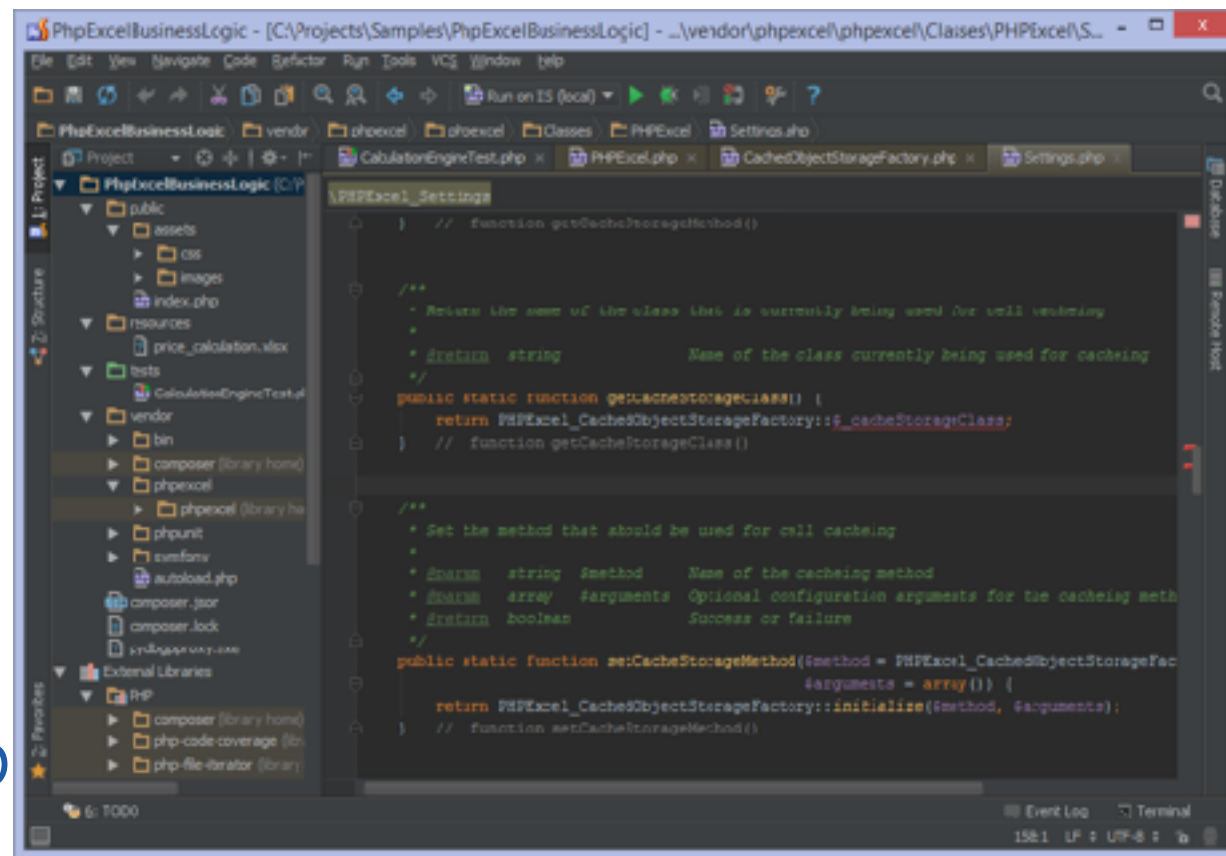 PhpExcelBusinessLogic - [C:\Projects\Samples\PhpExcelBusinessLogic] - ...\vendor\phpexcel\phpexcel\Classes\PHPExcel\S...
File Edit View Navigate Code Refactor Run Tools VCS Window Help
Run on IS (local)
PhpExcelBusinessLogic vendor phpexcel phpexcel Classes PHPExcel Settings.php
Project
CalculationEngineTest.php PHPExcel.php CachedObjectStorageFactory.php Settings.php
1: Project
Z: Structure
2: Favorites
PhpExcelBusinessLogic (C:\P
public
assets
css
images
index.php
resources
price_calculation.xlsx
tests
CalculationEngineTest.p
vendor
bin
composer (library home)
phpexcel
phpexcel (library ho
phpunit
symfony
autoload.php
composer.json
composer.lock
External Libraries
PHP
composer (library home)
php-code-coverage (libr
php-file-iterator (library
\PHPExcel_Settings
} // function getCacheStorageMethod()
/**
* Return the name of the class that is currently being used for cell cacheing
*
* @return string Name of the class currently being used for cacheing
*/
public static function getCacheStorageClass() {
return PHPExcel_CachedObjectStorageFactory::$_cacheStorageClass;
} // function getCacheStorageClass()
/**
* Set the method that should be used for cell cacheing
*
* @param string $method Name of the cacheing method
* @param array $arguments Optional configuration arguments for the cacheing meth
* @return boolean Success or failure
*/
public static function setCacheStorageMethod($method = PHPExcel_CachedObjectStorageFac
$arguments = array()) {
return PHPExcel_CachedObjectStorageFactory::initialize($method, $arguments);
} // function setCacheStorageMethod()
Database
Remote Host
6: TODO Event Log Terminal
158:1 LF UTF-8